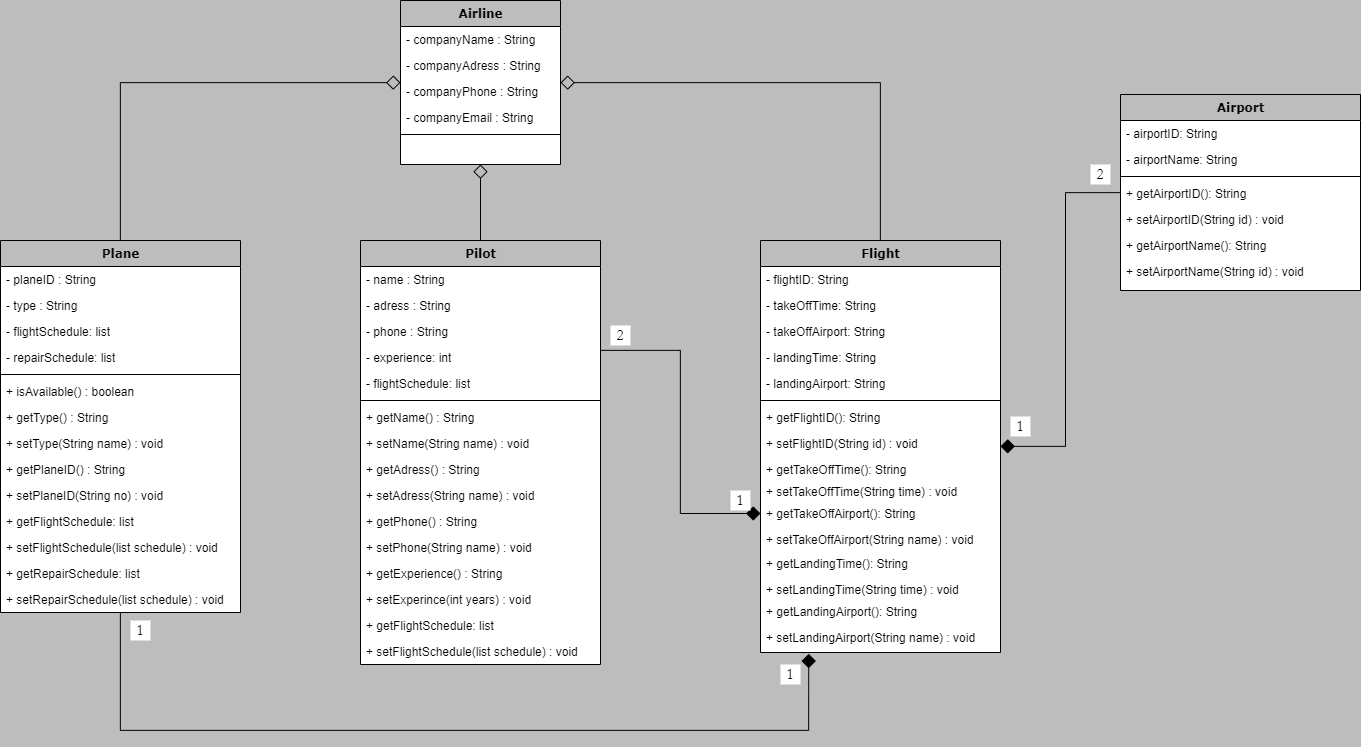 Airline
- companyName : String
- companyAdress : String
- companyPhone : String
- companyEmail : String
Airport
- airportID: String
- airportName: String
+ getAirportID(): String
+ setAirportID(String id) : void
+ getAirportName(): String
+ setAirportName(String id) : void
2
Plane
- planeID : String
- type : String
- flightSchedule: list
- repairSchedule: list
+ isAvailable() : boolean
+ getType() : String
+ setType(String name) : void
+ getPlaneID() : String
+ setPlaneID(String no) : void
+ getFlightSchedule: list
+ setFlightSchedule(list schedule) : void
+ getRepairSchedule: list
+ setRepairSchedule(list schedule) : void
1
Pilot
- name : String
- adress : String
- phone : String
- experience: int
- flightSchedule: list
+ getName() : String
+ setName(String name) : void
+ getAdress() : String
+ setAdress(String name) : void
+ getPhone() : String
+ setPhone(String name) : void
+ getExperience() : String
+ setExperince(int years) : void
+ getFlightSchedule: list
+ setFlightSchedule(list schedule) : void
2
1
Flight
- flightID: String
- takeOffTime: String
- takeOffAirport: String
- landingTime: String
- landingAirport: String
+ getFlightID(): String
+ setFlightID(String id) : void
+ getTakeOffTime(): String
+ setTakeOffTime(String time) : void
+ getTakeOffAirport(): String
+ setTakeOffAirport(String name) : void
+ getLandingTime(): String
+ setLandingTime(String time) : void
+ getLandingAirport(): String
+ setLandingAirport(String name) : void
1
1